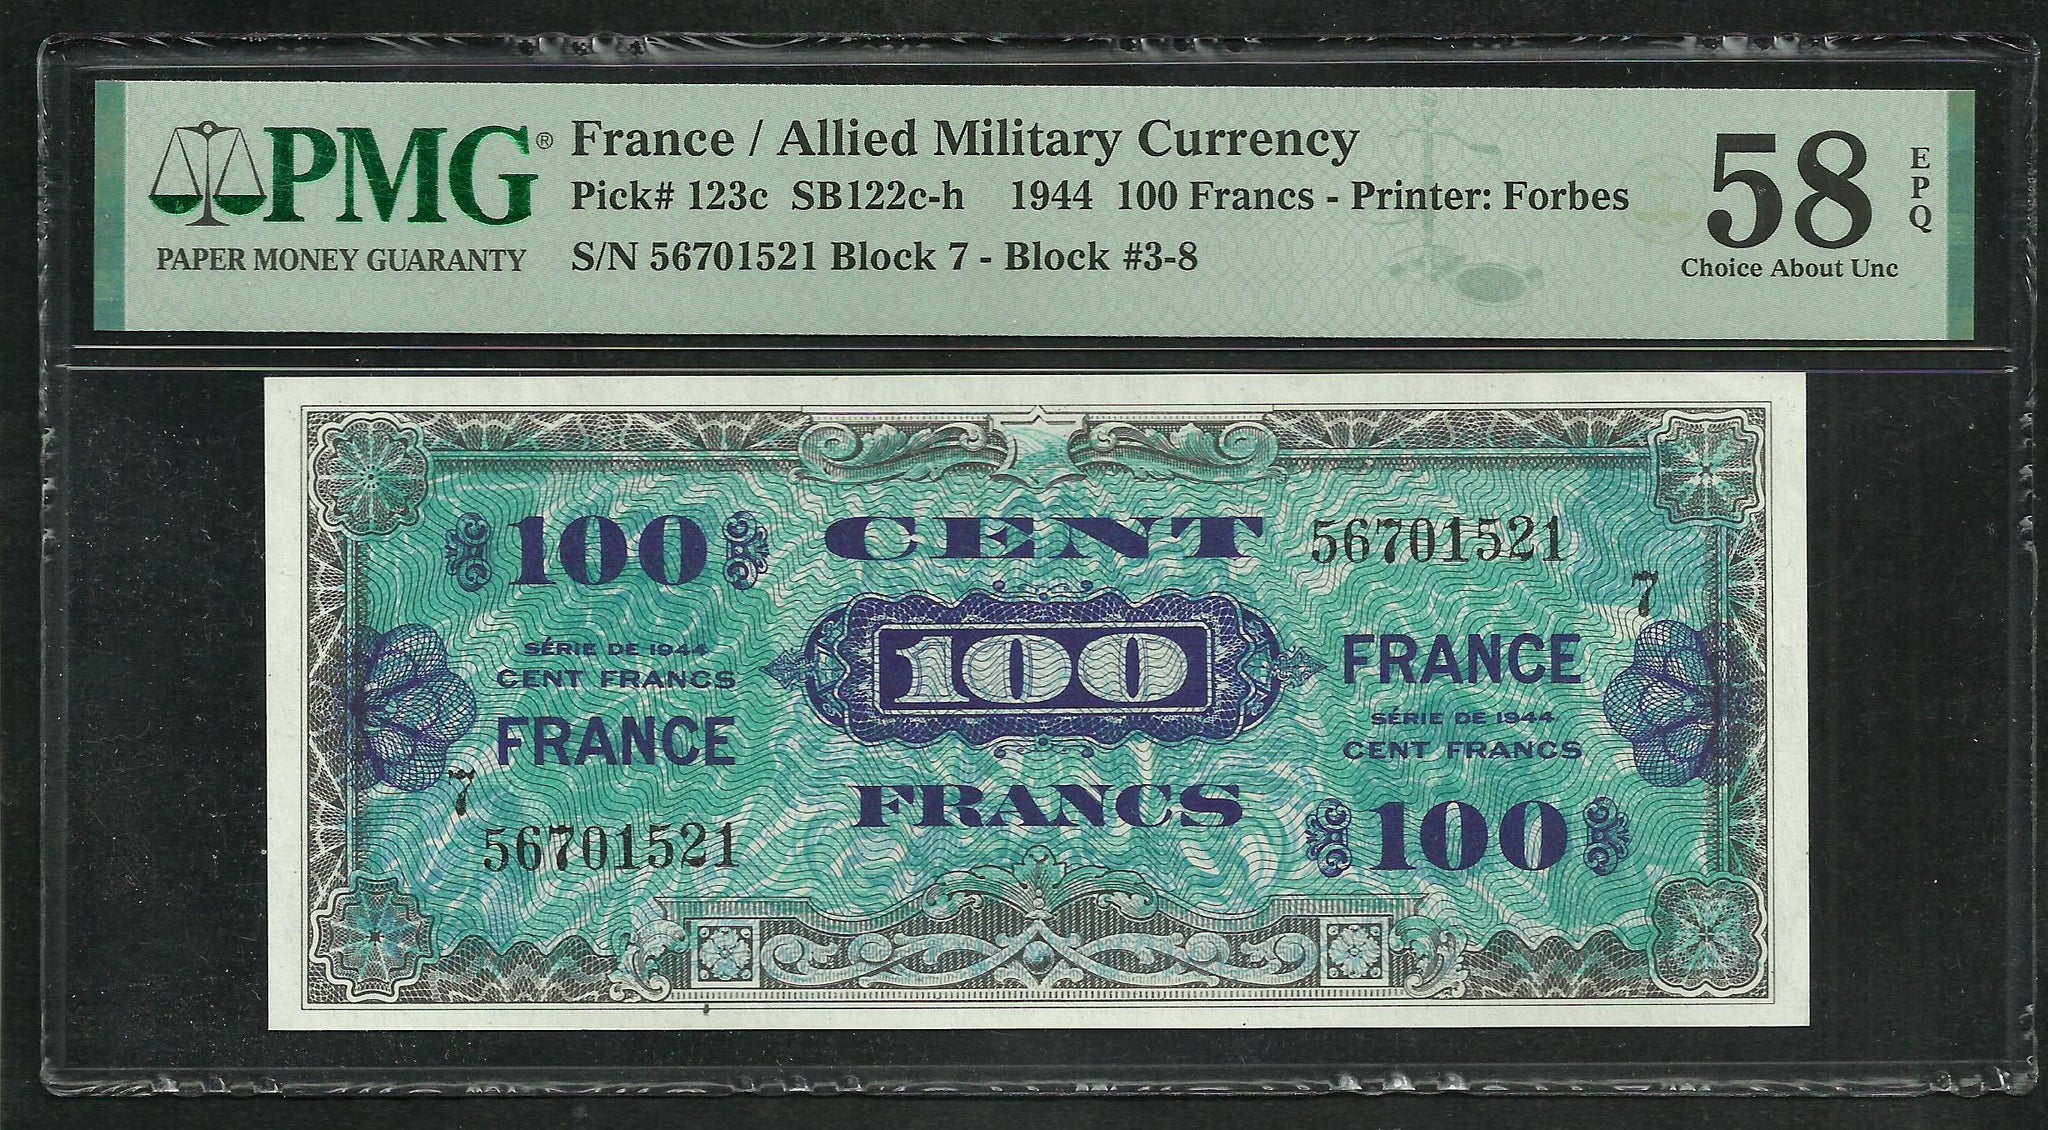 PMG®
PAPER MONEY GUARANTY
France / Allied Military Currency
Pick# 123c SB122c-h 1944 100 Francs - Printer: Forbes
S/N 56701521 Block 7 - Block #3-8
58
EPQ
Choice About Unc
100 CENT 56701521
7
SÉRIE DE 1944
CENT FRANCS
FRANCE
100
FRANCE
SÉRIE DE 1944
CENT FRANCS
7
56701521
FRANCS
100